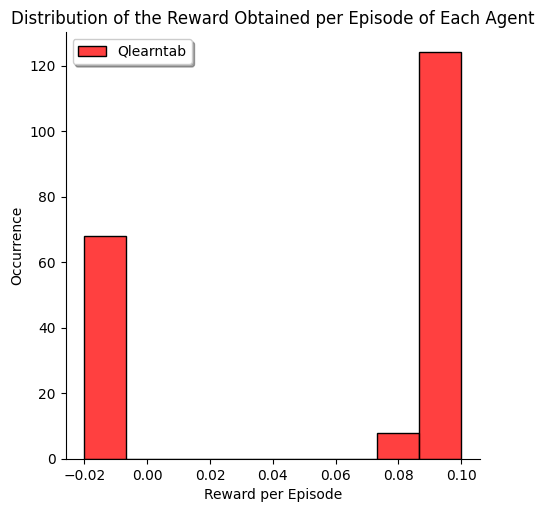 Distribution of the Reward Obtained per Episode of Each Agent
Qlearntab
120
100
80
60
40
20
0
Occurrence
−0.02 0.00 0.02 0.04 0.06 0.08 0.10
Reward per Episode